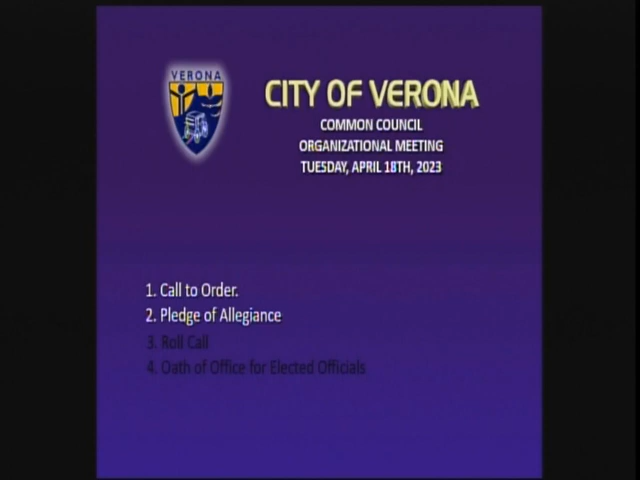 VERONA
CITY OF VERONA
COMMON COUNCIL
ORGANIZATIONAL MEETING
TUESDAY, APRIL 18TH, 2023
1. Call to Order.
2. Pledge of Allegiance
3. Roll Call
4. Oath of Office for Elected Officials